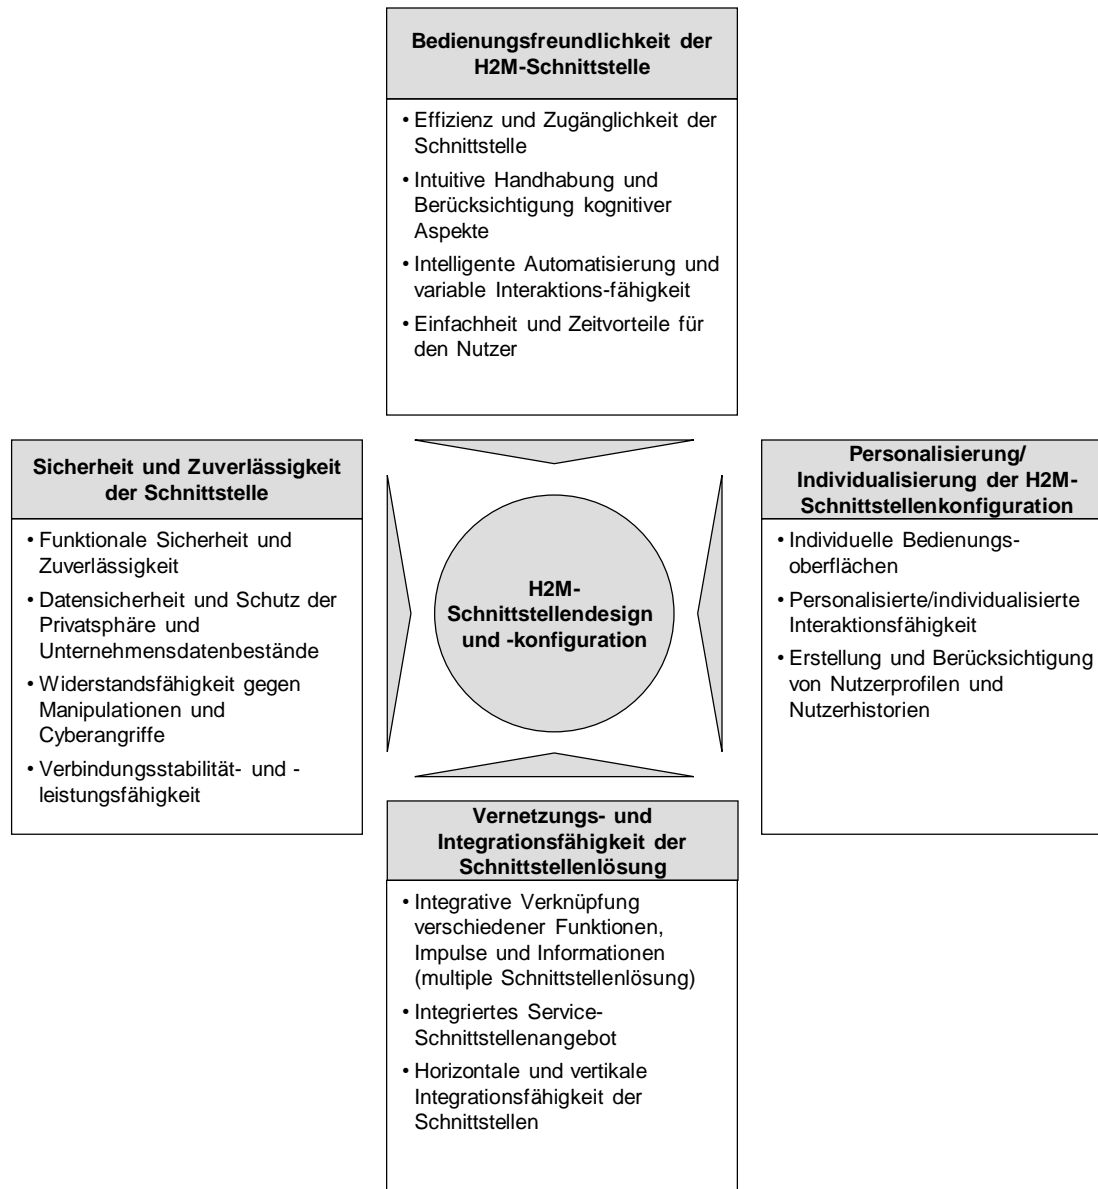 Bedienungsfreundlichkeit der
H2M-Schnittstelle
• Effizienz und Zugänglichkeit der
Schnittstelle
• Intuitive Handhabung und
Berücksichtigung kognitiver
Aspekte
• Intelligente Automatisierung und
variable Interaktions-fähigkeit
• Einfachheit und Zeitvorteile für
den Nutzer
Sicherheit und Zuverlässigkeit
der Schnittstelle
• Funktionale Sicherheit und
Zuverlässigkeit
• Datensicherheit und Schutz der
Privatsphäre und
Unternehmensdatenbestände
• Widerstandsfähigkeit gegen
Manipulationen und
Cyberangriffe
• Verbindungsstabilität- und -
leistungsfähigkeit
H2M-
Schnittstellendesign
und -konfiguration
Personalisierung/
Individualisierung der H2M-
Schnittstellenkonfiguration
• Individuelle Bedienungs-
oberflächen
• Personalisierte/individualisierte
Interaktionsfähigkeit
• Erstellung und Berücksichtigung
von Nutzerprofilen und
Nutzerhistorien
Vernetzungs- und
Integrationsfähigkeit der
Schnittstellenlösung
• Integrative Verknüpfung
verschiedener Funktionen,
Impulse und Informationen
(multiple Schnittstellenlösung)
• Integriertes Service-
Schnittstellenangebot
• Horizontale und vertikale
Integrationsfähigkeit der
Schnittstellen